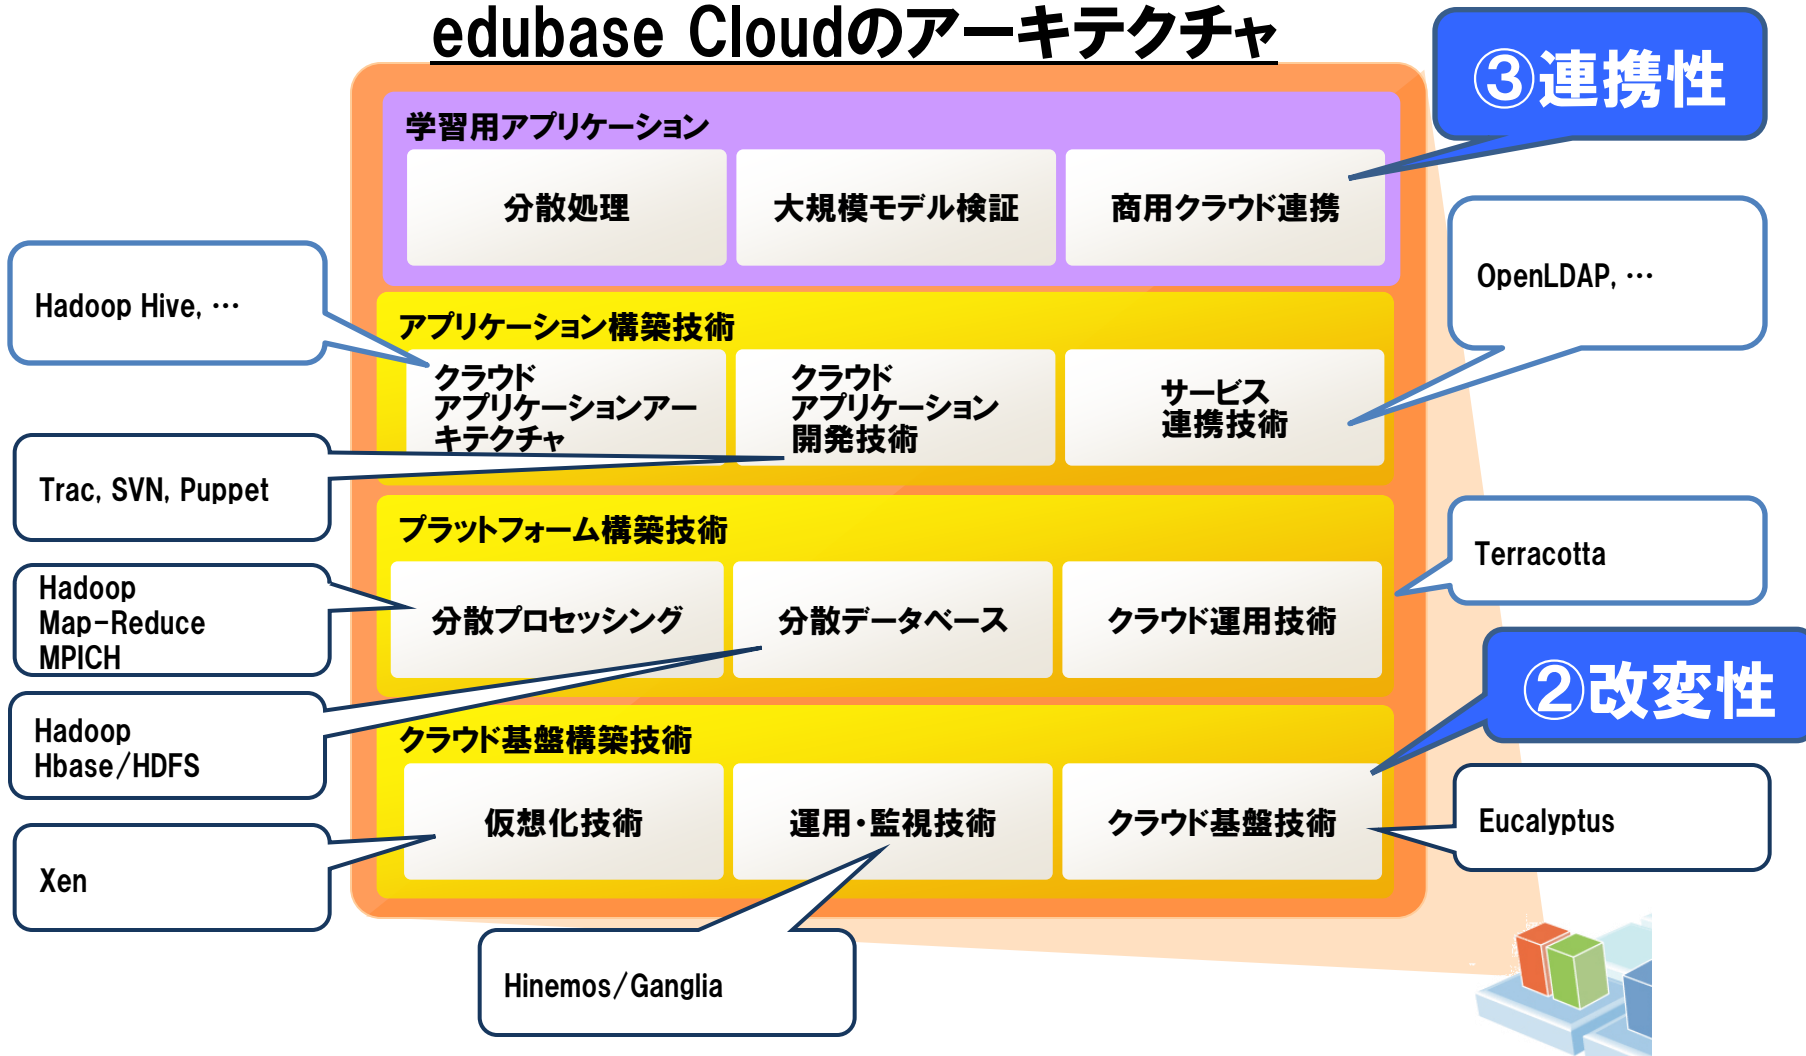 edubase Cloudのアーキテクチャ
③連携性
学習用アプリケーション
分散処理
大規模モデル検証
商用クラウド連携
Hadoop Hive, …
OpenLDAP, …
アプリケーション構築技術
クラウド
アプリケーションアー
キテクチャ
クラウド
アプリケーション
開発技術
サービス
連携技術
Trac, SVN, Puppet
プラットフォーム構築技術
Terracotta
Hadoop
Map-Reduce
MPICH
分散プロセッシング
分散データベース
クラウド運用技術
②改変性
Hadoop
Hbase/HDFS
クラウド基盤構築技術
仮想化技術
運用・監視技術
クラウド基盤技術
Eucalyptus
Xen
Hinemos/Ganglia